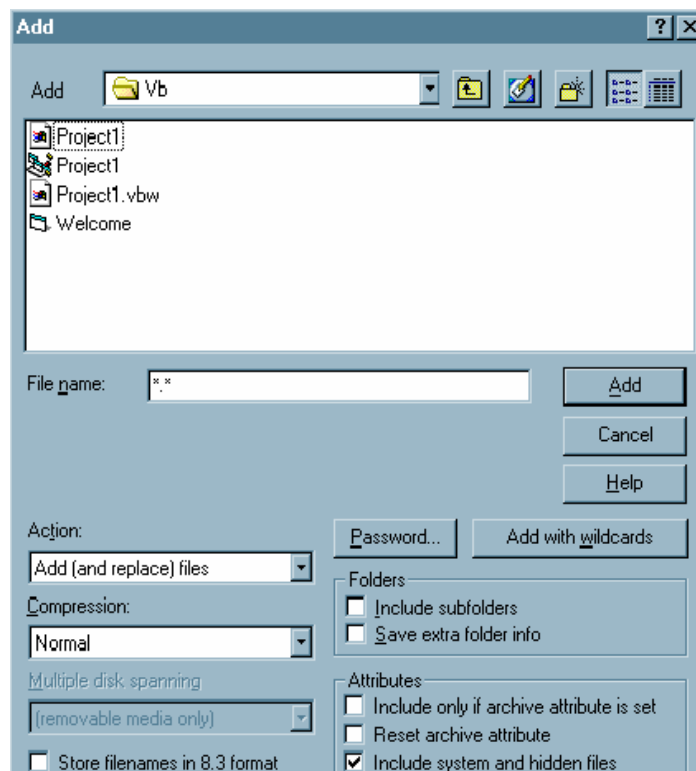 Add
Add Vb
Project1
Project1
Project1.vbw
Welcome
File name: *.*
Add
Cancel
Help
Action:
Add (and replace) files
Compression:
Normal
Multiple disk spanning
(removable media only)
Store filenames in 8.3 format
Password... Add with wildcards
Folders
Include subfolders
Save extra folder info
Attributes
Include only if archive attribute is set
Reset archive attribute
Include system and hidden files